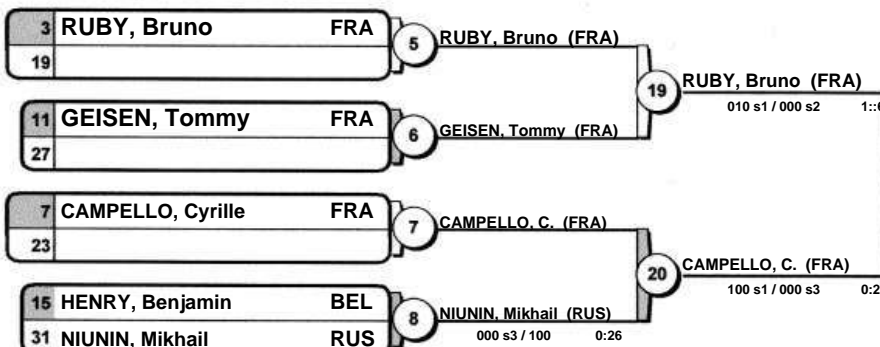 3 RUBY, Bruno FRA
19
5
RUBY, Bruno (FRA)
11 GEISEN, Tommy FRA
27
6
GEISEN, Tommy (FRA)
19
RUBY, Bruno (FRA)
010 s1 / 000 s2
7 CAMPELLO, Cyrille FRA
23
7
CAMPELLO, C. (FRA)
15 HENRY, Benjamin BEL
31 NIUNIN, Mikhail RUS
8
NIUNIN, Mikhail (RUS)
000 s3 / 100 0:26
20
CAMPELLO, C. (FRA)
100 s1 / 000 s3